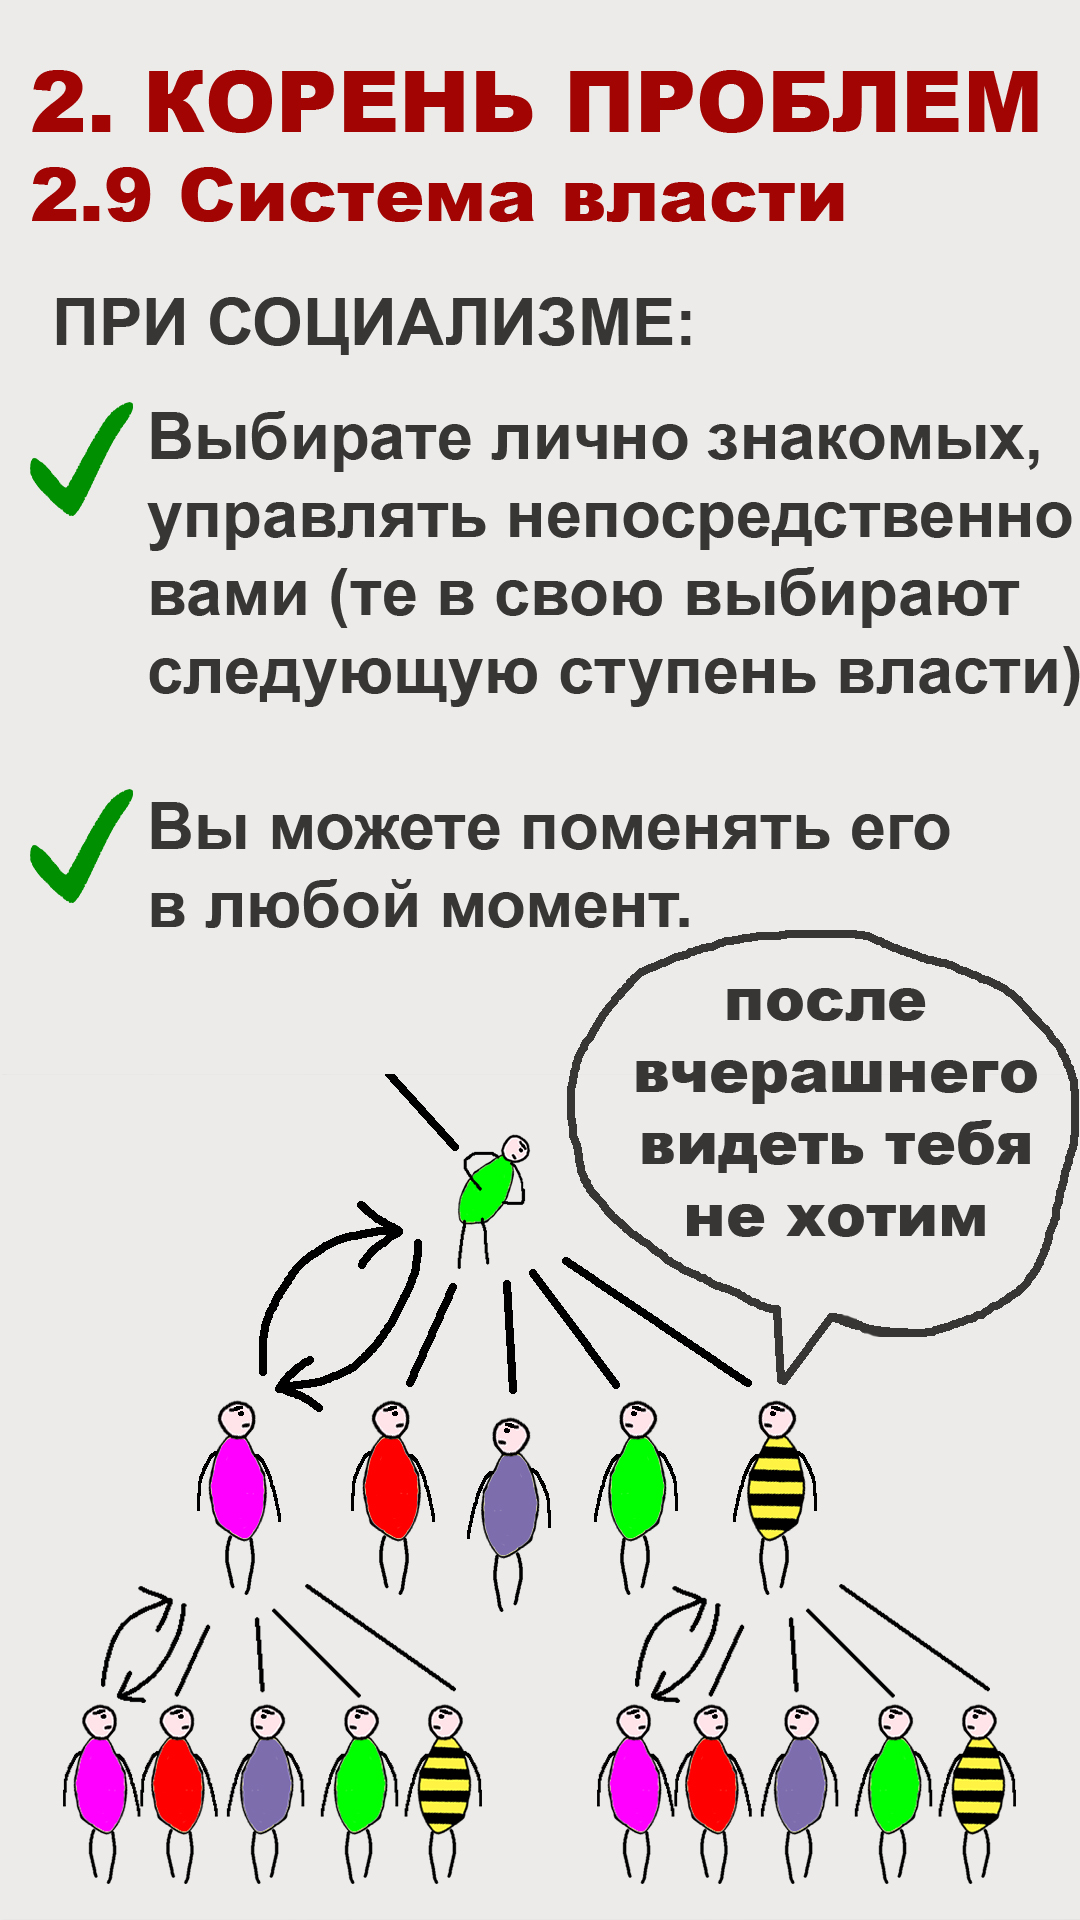 2. КОРЕНЬ ПРОБЛЕМ
2.9 Система власти
ПРИ СОЦИАЛИЗМЕ:
Выбирате лично знакомых,
управлять непосредственно
вами (те в свою выбирают
следующую ступень власти)
Вы можете поменять его
в любой момент.
после
вчерашнего
видеть тебя
не хотим